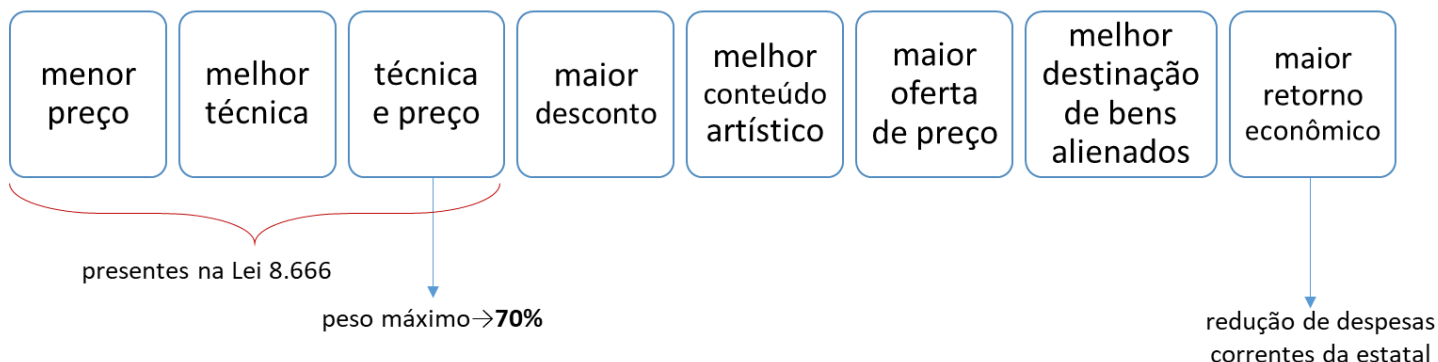 menor
preço
melhor
técnica
técnica
e preço
maior
desconto
melhor
conteúdo
artístico
maior
oferta
de preço
melhor
destinação
de bens
alienados
maior
retorno
econômico
presentes na Lei 8.666
peso máximo→70%
redução de despesas
correntes da estatal